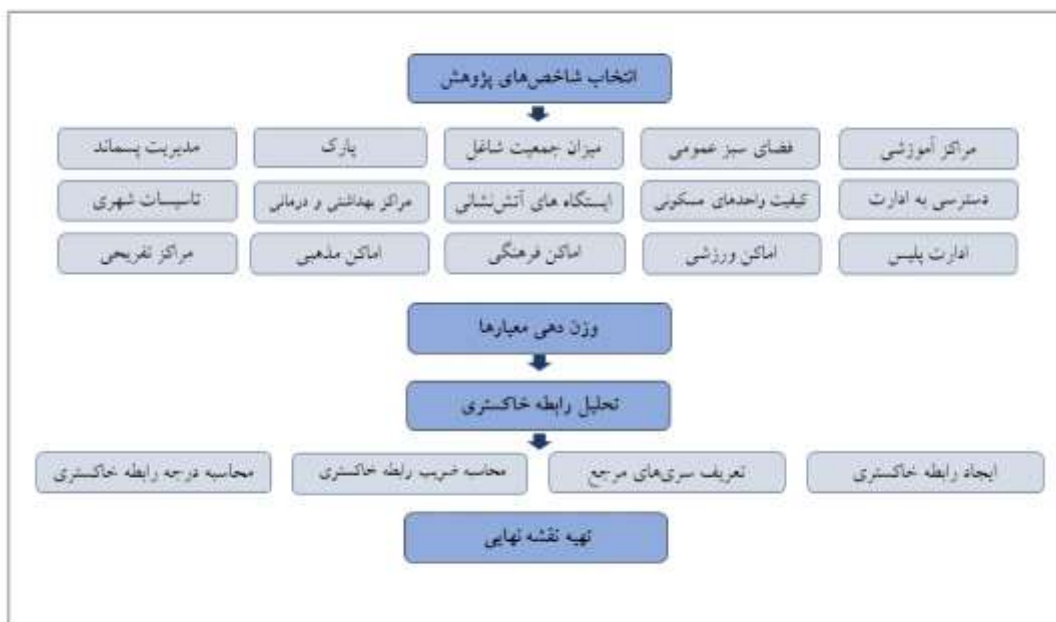 انتخاب شاخص‌های پژوهش
مراکز آموزشی
فضای سبز عمومی
میزان جمعیت شاغل
پارک
مدیریت پسماند
دسترسی به ادارت
کیفیت واحدهای مسکونی
ایستگاه های آتش‌نشانی
مراکز بهداشتی و درمانی
تاسیسات شهری
ادارت پلیس
اماکن ورزشی
اماکن فرهنگی
اماکن مذهبی
مراکز تفریحی
وزن دهی معیارها
تحلیل رابطه خاکستری
ایجاد رابطه خاکستری
تعریف سری‌های مرجع
محاسبه ضریب رابطه خاکستری
محاسبه درجه رابطه خاکستری
تهیه نقشه نهایی